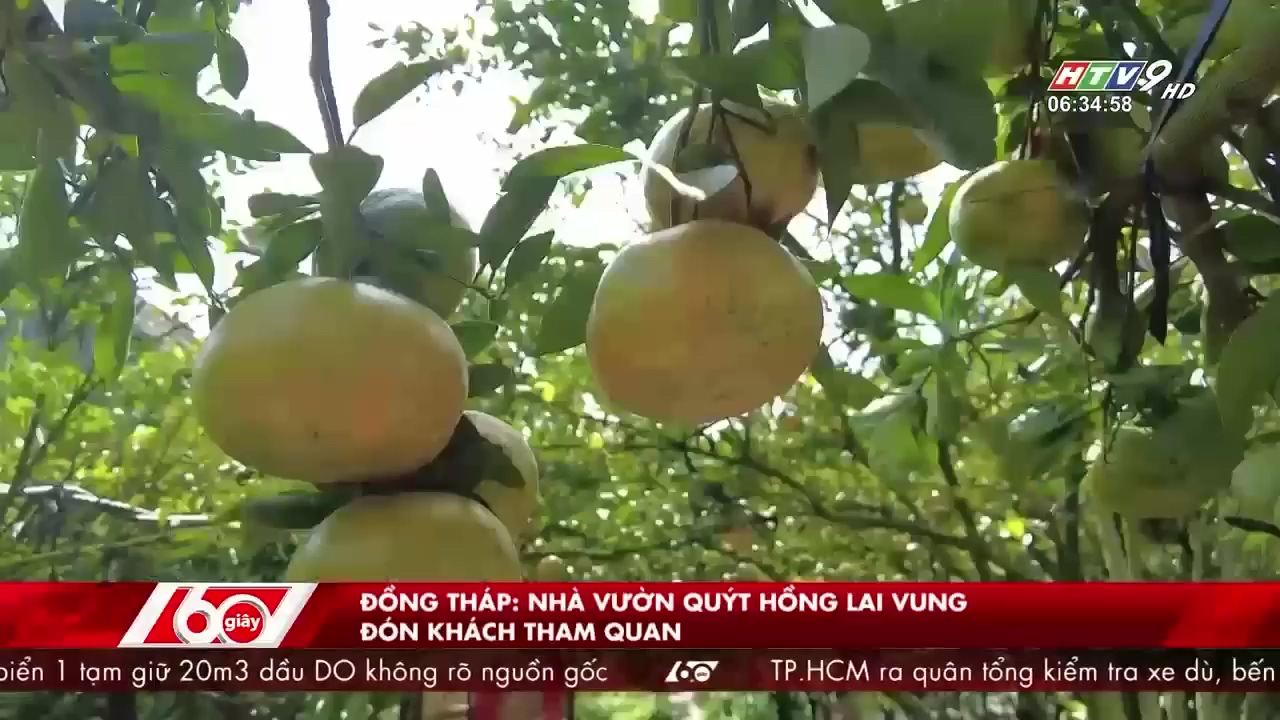 HTV9 HD
06:34:58
60 giây
ĐỒNG THÁP: NHÀ VƯỜN QUÝT HỒNG LAI VUNG
ĐÓN KHÁCH THAM QUAN
biển 1 tạm giữ 20m3 dầu DO không rõ nguồn gốc 60 TP.HCM ra quân tổng kiểm tra xe dù, bến